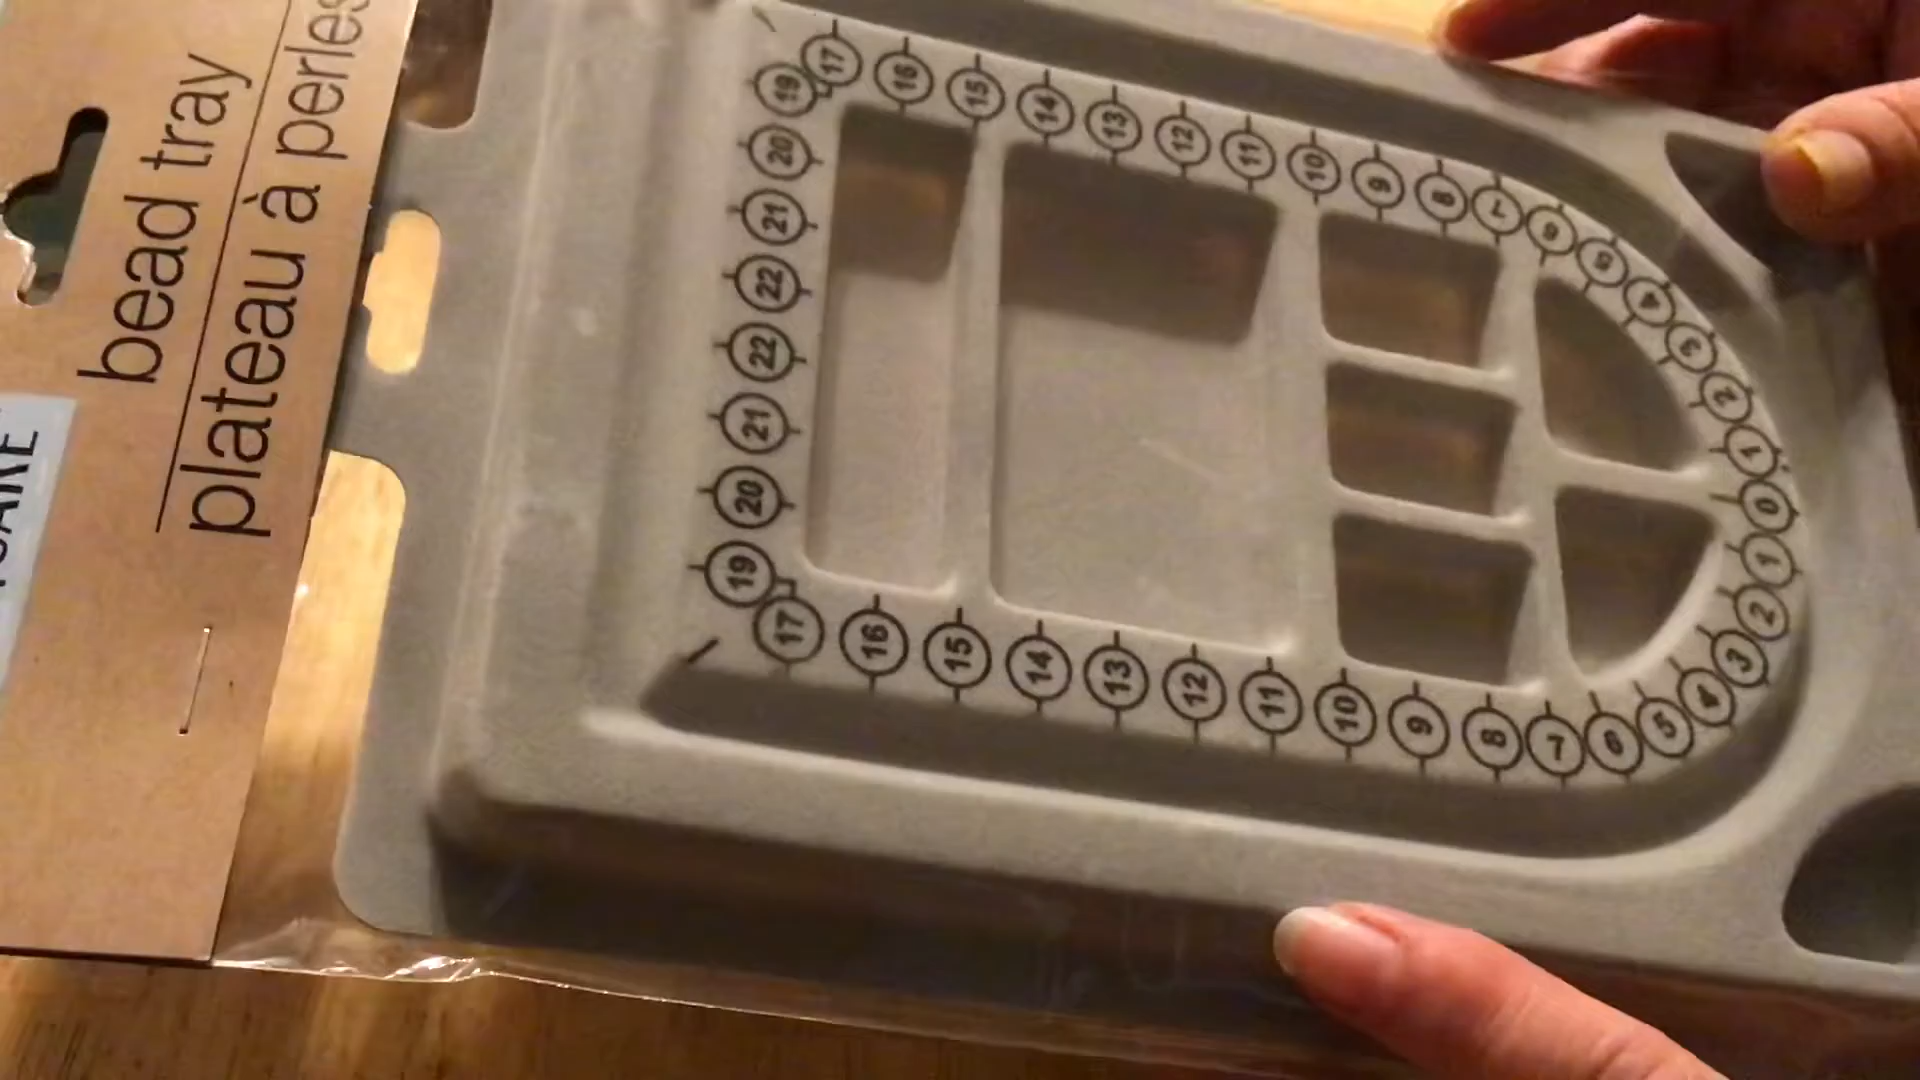 bead tray
plateau à perles
17 16 15 14 13 12 11 10 9 8 7 6 5 4 3 2 1 0 1 2 3 4 5 6 7 8 9 10 11 12 13 14 15 16 17
19 20 21 22 22 21 20 19